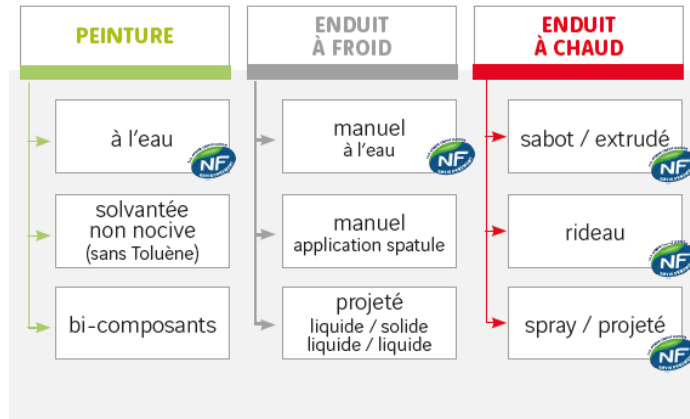 PEINTURE
ENDUIT
À FROID
ENDUIT
À CHAUD
à l'eau
NF
solvantée
non nocive
(sans Toluène)
bi-composants
manuel
à l'eau
NF
manuel
application spatule
projeté
liquide / solide
liquide / liquide
sabot / extrudé
NF
rideau
NF
spray / projeté
NF